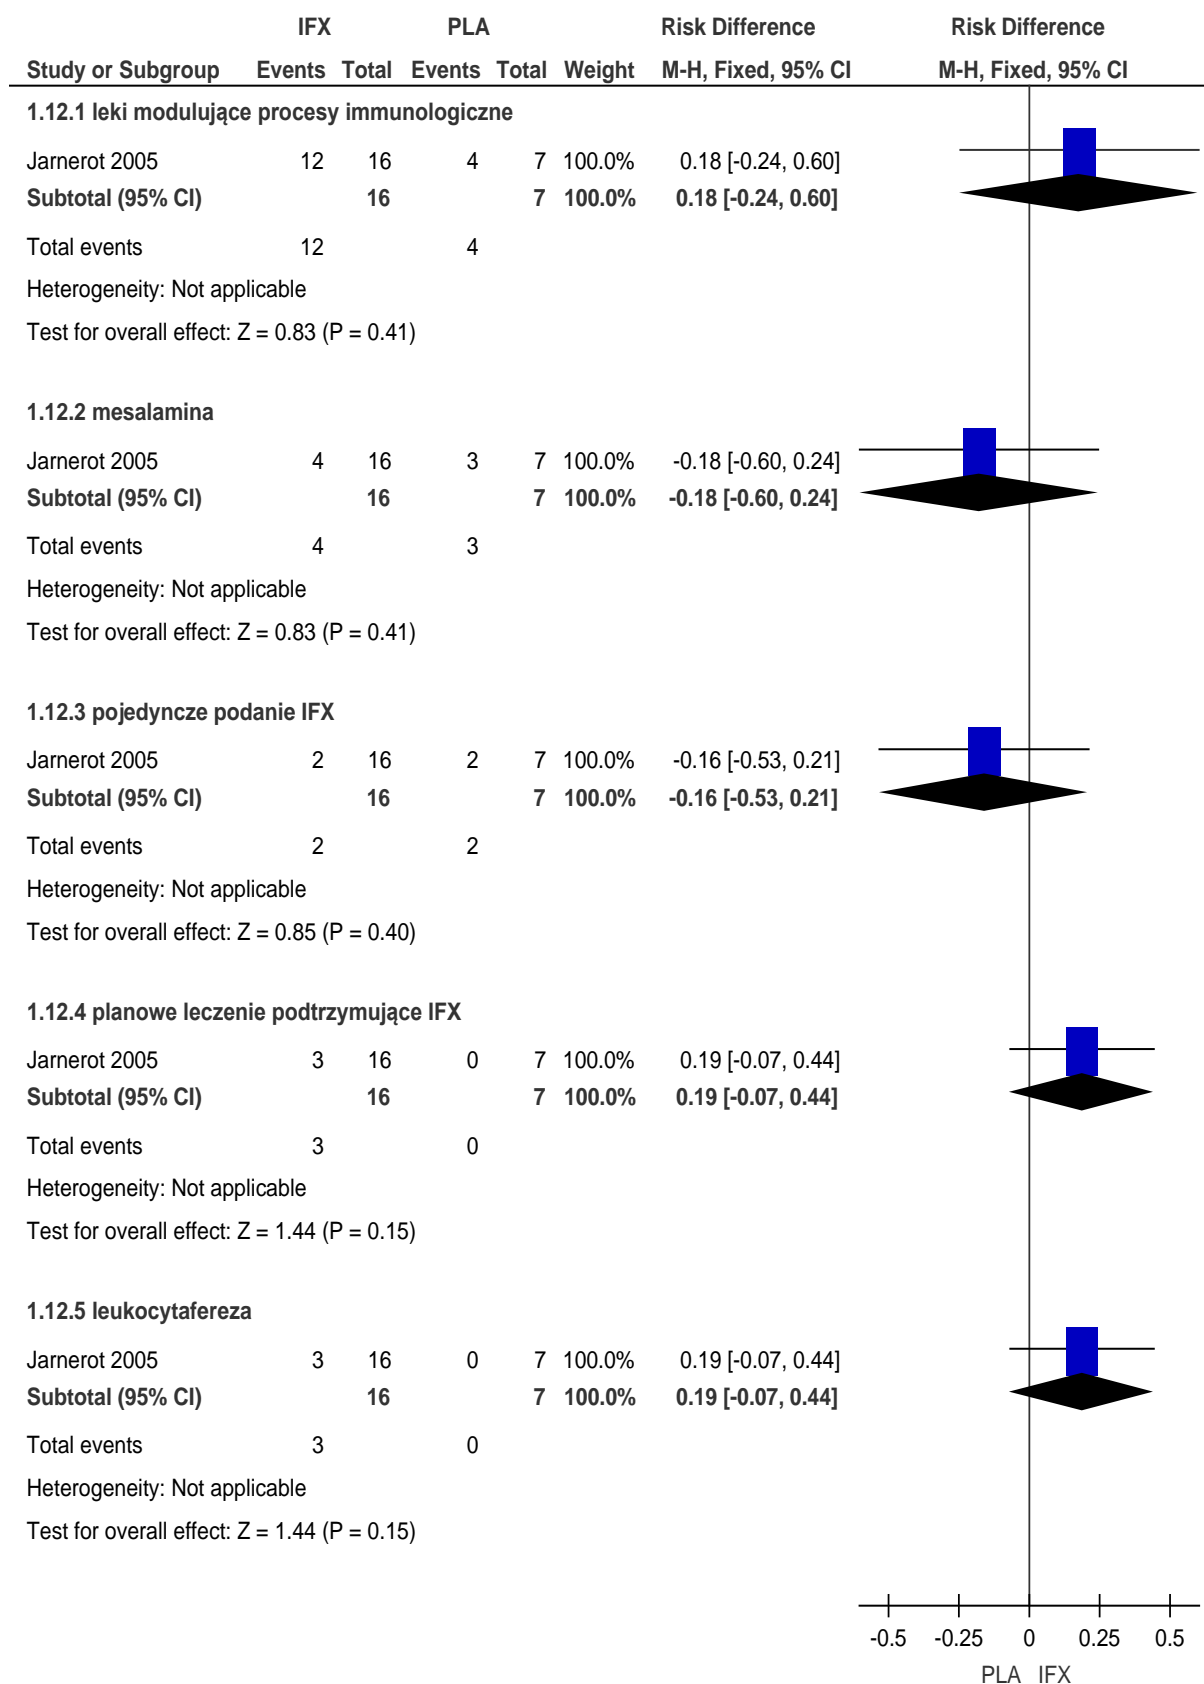 IFX PLA Risk Difference Risk Difference
Study or Subgroup Events Total Events Total Weight M-H, Fixed, 95% CI M-H, Fixed, 95% CI
1.12.1 leki modulujące procesy immunologiczne
Jarnerot 2005 12 16 4 7 100.0% 0.18 [-0.24, 0.60]
Subtotal (95% CI) 16 7 100.0% 0.18 [-0.24, 0.60]
Total events 12 4
Heterogeneity: Not applicable
Test for overall effect: Z = 0.83 (P = 0.41)
1.12.2 mesalamina
Jarnerot 2005 4 16 3 7 100.0% -0.18 [-0.60, 0.24]
Subtotal (95% CI) 16 7 100.0% -0.18 [-0.60, 0.24]
Total events 4 3
Heterogeneity: Not applicable
Test for overall effect: Z = 0.83 (P = 0.41)
1.12.3 pojedyncze podanie IFX
Jarnerot 2005 2 16 2 7 100.0% -0.16 [-0.53, 0.21]
Subtotal (95% CI) 16 7 100.0% -0.16 [-0.53, 0.21]
Total events 2 2
Heterogeneity: Not applicable
Test for overall effect: Z = 0.85 (P = 0.40)
1.12.4 planowe leczenie podtrzymujące IFX
Jarnerot 2005 3 16 0 7 100.0% 0.19 [-0.07, 0.44]
Subtotal (95% CI) 16 7 100.0% 0.19 [-0.07, 0.44]
Total events 3 0
Heterogeneity: Not applicable
Test for overall effect: Z = 1.44 (P = 0.15)
1.12.5 leukocytafereza
Jarnerot 2005 3 16 0 7 100.0% 0.19 [-0.07, 0.44]
Subtotal (95% CI) 16 7 100.0% 0.19 [-0.07, 0.44]
Total events 3 0
Heterogeneity: Not applicable
Test for overall effect: Z = 1.44 (P = 0.15)
-0.5 -0.25 0 0.25 0.5
PLA IFX